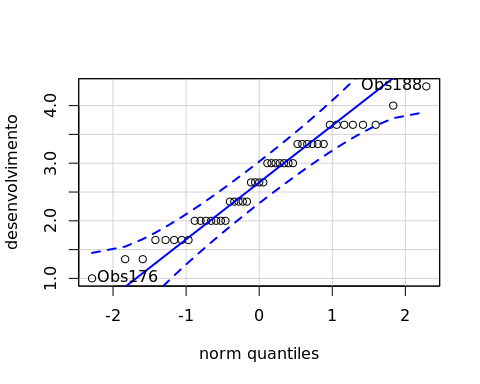 desenvolvimento
4.0
3.0
2.0
1.0
Obs188
Obs176
-2 -1 0 1 2
norm quantiles